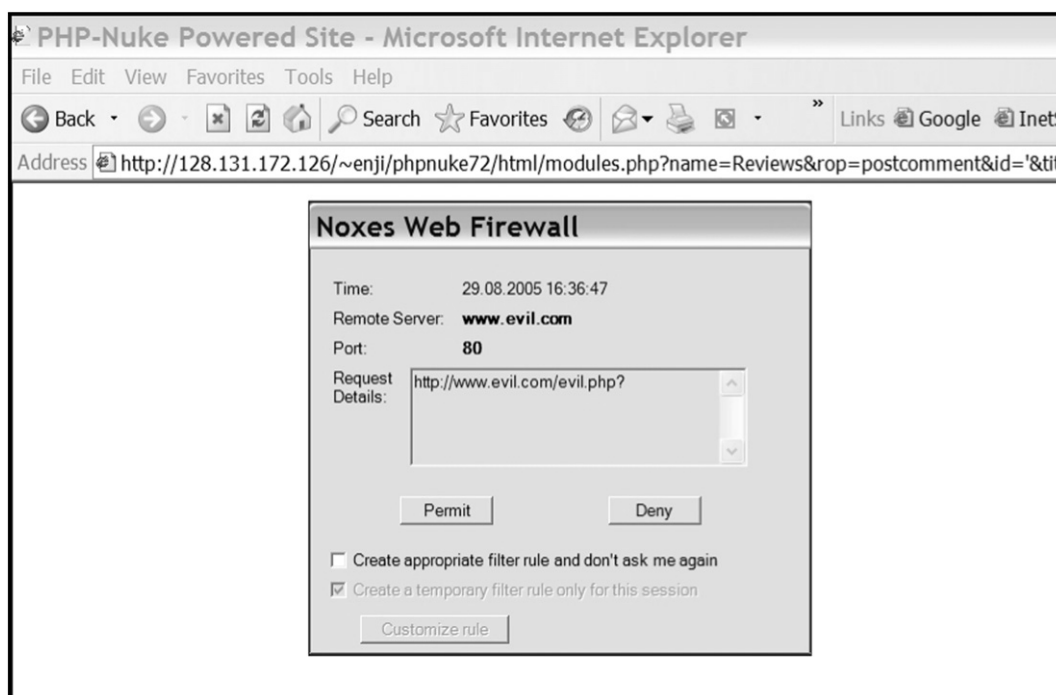 PHP-Nuke Powered Site - Microsoft Internet Explorer
File Edit View Favorites Tools Help
Back Search Favorites » Links Google Inet
Address http://128.131.172.126/~enji/phpnuke72/html/modules.php?name=Reviews&rop=postcomment&id='&tit
Noxes Web Firewall
Time: 29.08.2005 16:36:47
Remote Server: www.evil.com
Port: 80
Request Details: http://www.evil.com/evil.php?
Permit Deny
Create appropriate filter rule and don't ask me again
Create a temporary filter rule only for this session
Customize rule